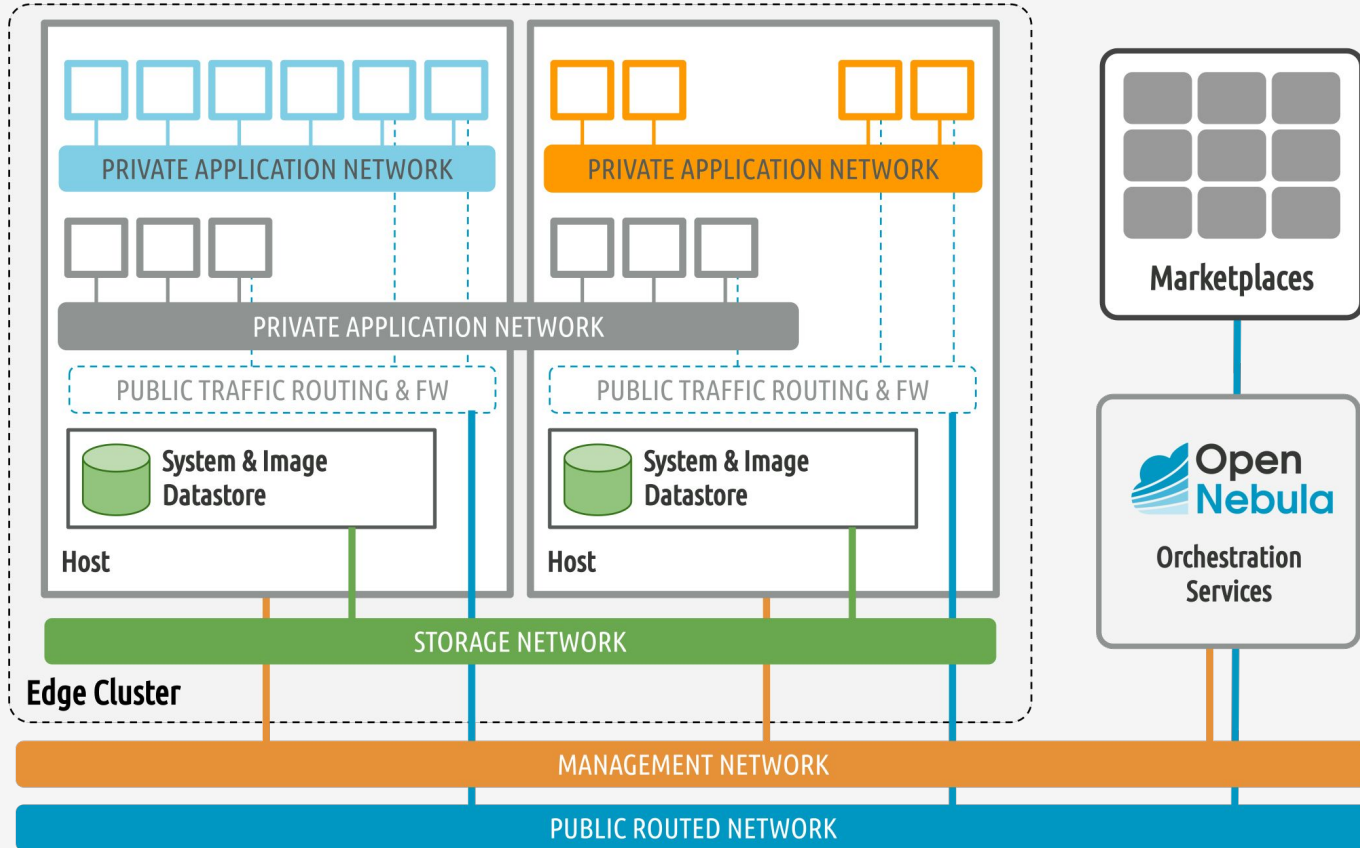 PRIVATE APPLICATION NETWORK
PRIVATE APPLICATION NETWORK
PRIVATE APPLICATION NETWORK
PUBLIC TRAFFIC ROUTING & FW
PUBLIC TRAFFIC ROUTING & FW
System & Image
Datastore
System & Image
Datastore
Host
Host
STORAGE NETWORK
Edge Cluster
Marketplaces
Open
Nebula
Orchestration
Services
MANAGEMENT NETWORK
PUBLIC ROUTED NETWORK